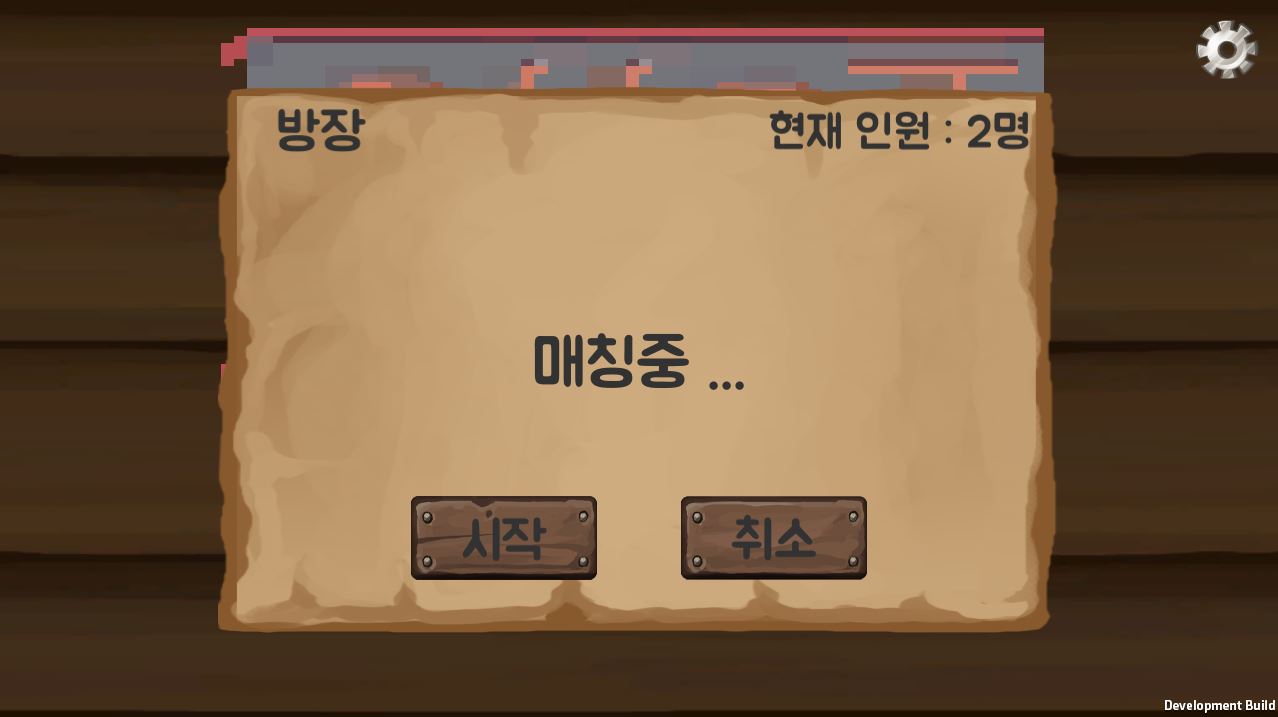 방장
현재 인원 : 2명
매칭중 ...
시작
취소
Development Build